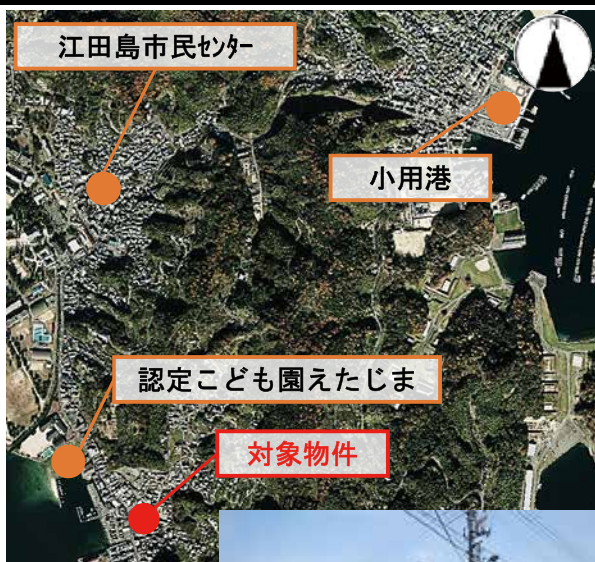 江田島市民ｾﾝﾀｰ
N
小用港
認定こども園えたじま
対象物件